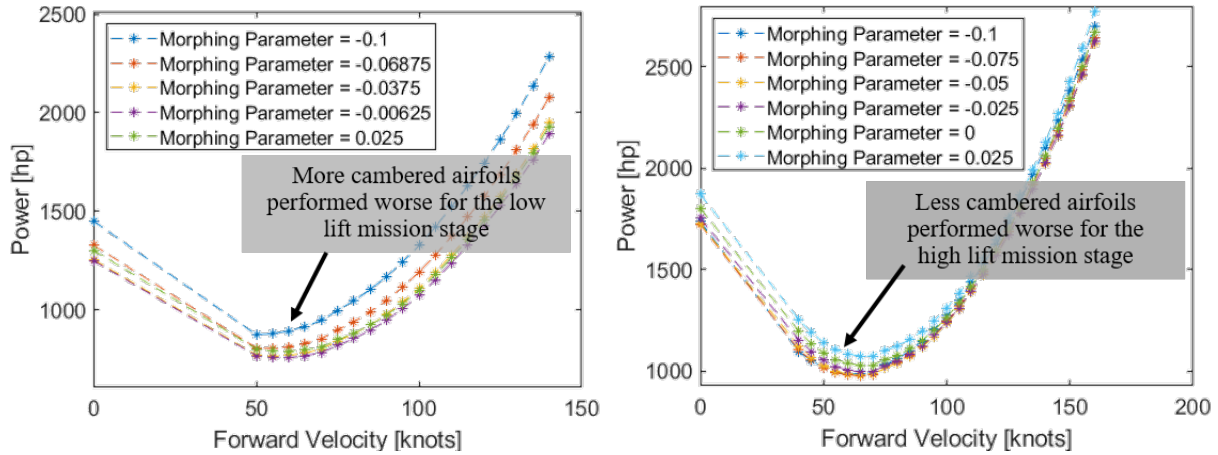 Morphing Parameter = -0.1
Morphing Parameter = -0.06875
Morphing Parameter = -0.0375
Morphing Parameter = -0.00625
Morphing Parameter = 0.025
More cambered airfoils
performed worse for the low
lift mission stage
2500
2000
1500
1000
Power [hp]
0
50
100
150
Forward Velocity [knots]
Morphing Parameter = -0.1
Morphing Parameter = -0.075
Morphing Parameter = -0.05
Morphing Parameter = -0.025
Morphing Parameter = 0
Morphing Parameter = 0.025
Less cambered airfoils
performed worse for the
high lift mission stage
2500
2000
1500
1000
Power [hp]
0
50
100
150
200
Forward Velocity [knots]